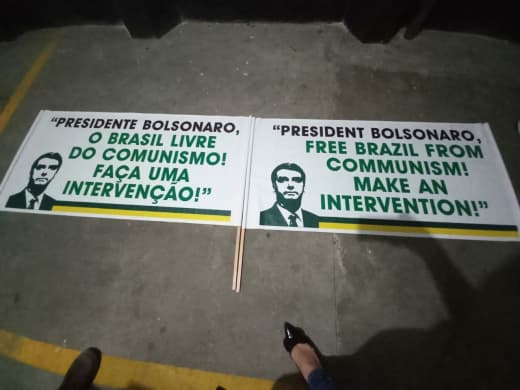 “PRESIDENTE BOLSONARO,
O BRASIL LIVRE
DO COMUNISMO!
FAÇA UMA
INTERVENÇÃO!”
“PRESIDENT BOLSONARO,
FREE BRAZIL FROM
COMMUNISM!
MAKE AN
INTERVENTION!”